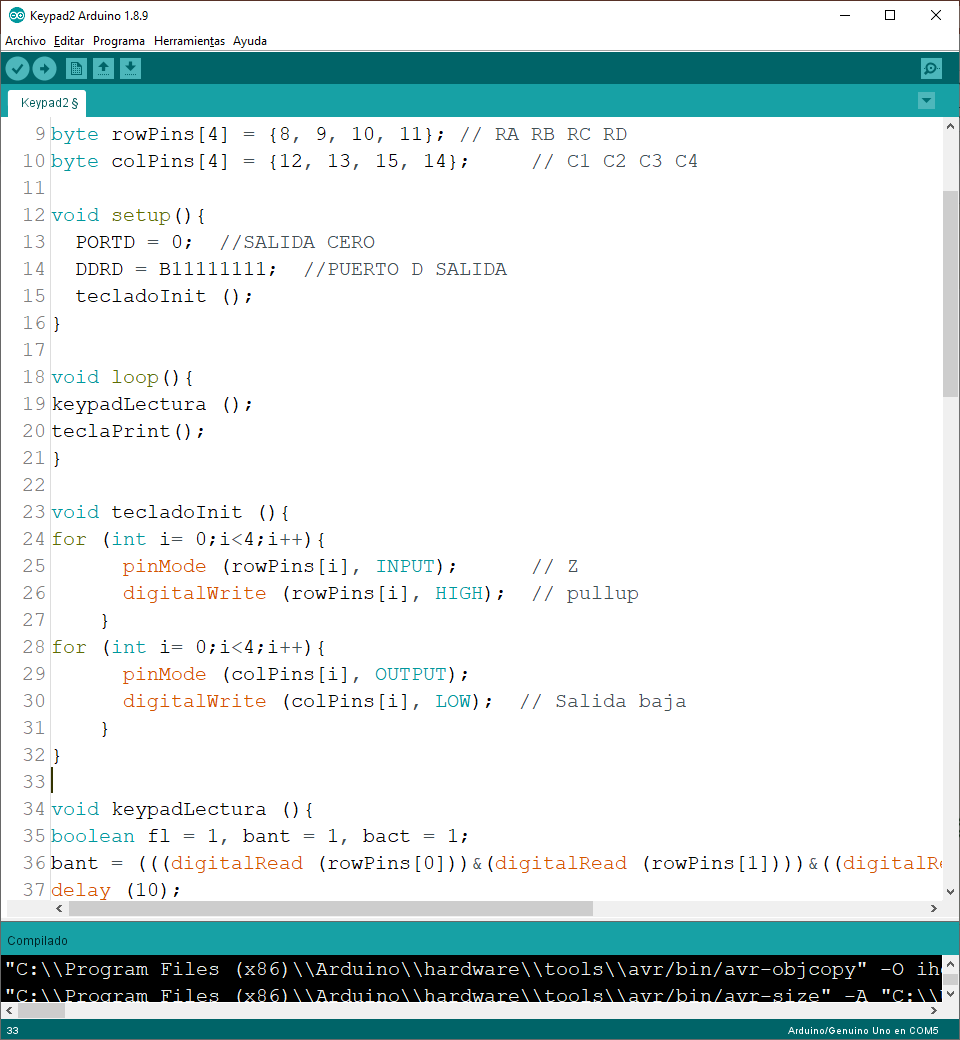 Keypad2 Arduino 1.8.9
Archivo Editar Programa Herramientas Ayuda
Keypad2 §
9 byte rowPins[4] = {8, 9, 10, 11}; // RA RB RC RD
10 byte colPins[4] = {12, 13, 15, 14};     // C1 C2 C3 C4
11
12 void setup(){
13   PORTD = 0;  //SALIDA CERO
14   DDRD = B11111111;  //PUERTO D SALIDA
15   tecladoInit ();
16 }
17
18 void loop(){
19 keypadLectura ();
20 teclaPrint();
21 }
22
23 void tecladoInit (){
24 for (int i= 0;i<4;i++){
25       pinMode (rowPins[i], INPUT);      // Z
26       digitalWrite (rowPins[i], HIGH);  // pullup
27     }
28 for (int i= 0;i<4;i++){
29       pinMode (colPins[i], OUTPUT);
30       digitalWrite (colPins[i], LOW);  // Salida baja
31     }
32 }
33
34 void keypadLectura (){
35 boolean fl = 1, bant = 1, bact = 1;
36 bant = (((digitalRead (rowPins[0]))&(digitalRead (rowPins[1])))&((digitalRe
37 delay (10);
Compilado
"C:\\Program Files (x86)\\Arduino\\hardware\\tools\\avr/bin/avr-objcopy" -O ih
"C:\\Program Files (x86)\\Arduino\\hardware\\tools\\avr/bin/avr-size" -A "C:\\
33 Arduino/Genuino Uno en COM5